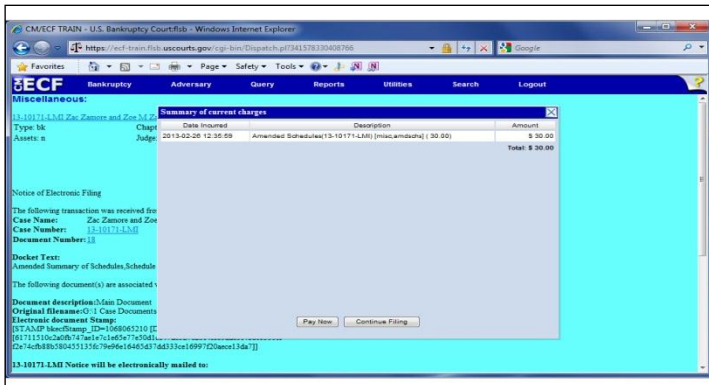 CM/ECF TRAIN - U.S. Bankruptcy Court:flsb - Windows Internet Explorer
https://ecf-train.flsb.uscourts.gov/cgi-bin/Dispatch.pl?341578330408766
Google
Favorites Page Safety Tools
ECF Bankruptcy Adversary Query Reports Utilities Search Logout
Miscellaneous:
13-10171-LMI Zac Zamore and Zoe M
Type: bk Chapt
Assets: n Judge:
Summary of current charges
Date Incurred Description Amount
2013-02-26 12:35:59 Amended Schedules(13-10171-LMI) [misc,amdschs] ( 30.00) $ 30.00
Total: $ 30.00
Notice of Electronic Filing
The following transaction was received fro
Case Name: Zac Zamore and Zoe
Case Number: 13-10171-LMI
Document Number: 18
Docket Text:
Amended Summary of Schedules,Schedule
The following document(s) are associated
Document description:Main Document
Original filename:G:\1 Case Documents
Electronic document Stamp:
[STAMP bkecfStamp_ID=1068065210
Pay Now Continue Filing
13-10171-LMI Notice will be electronically mailed to: